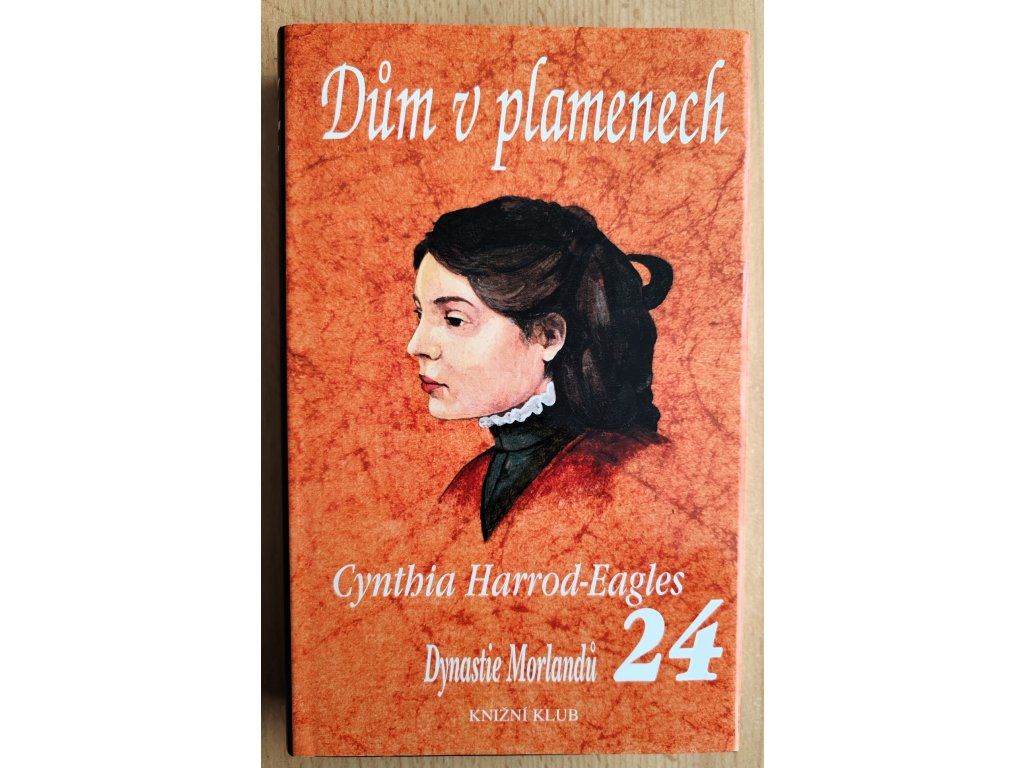 Dům v plamenech
Cynthia Harrod-Eagles
24
Dynastie Morlandů
KNIŽNÍ KLUB